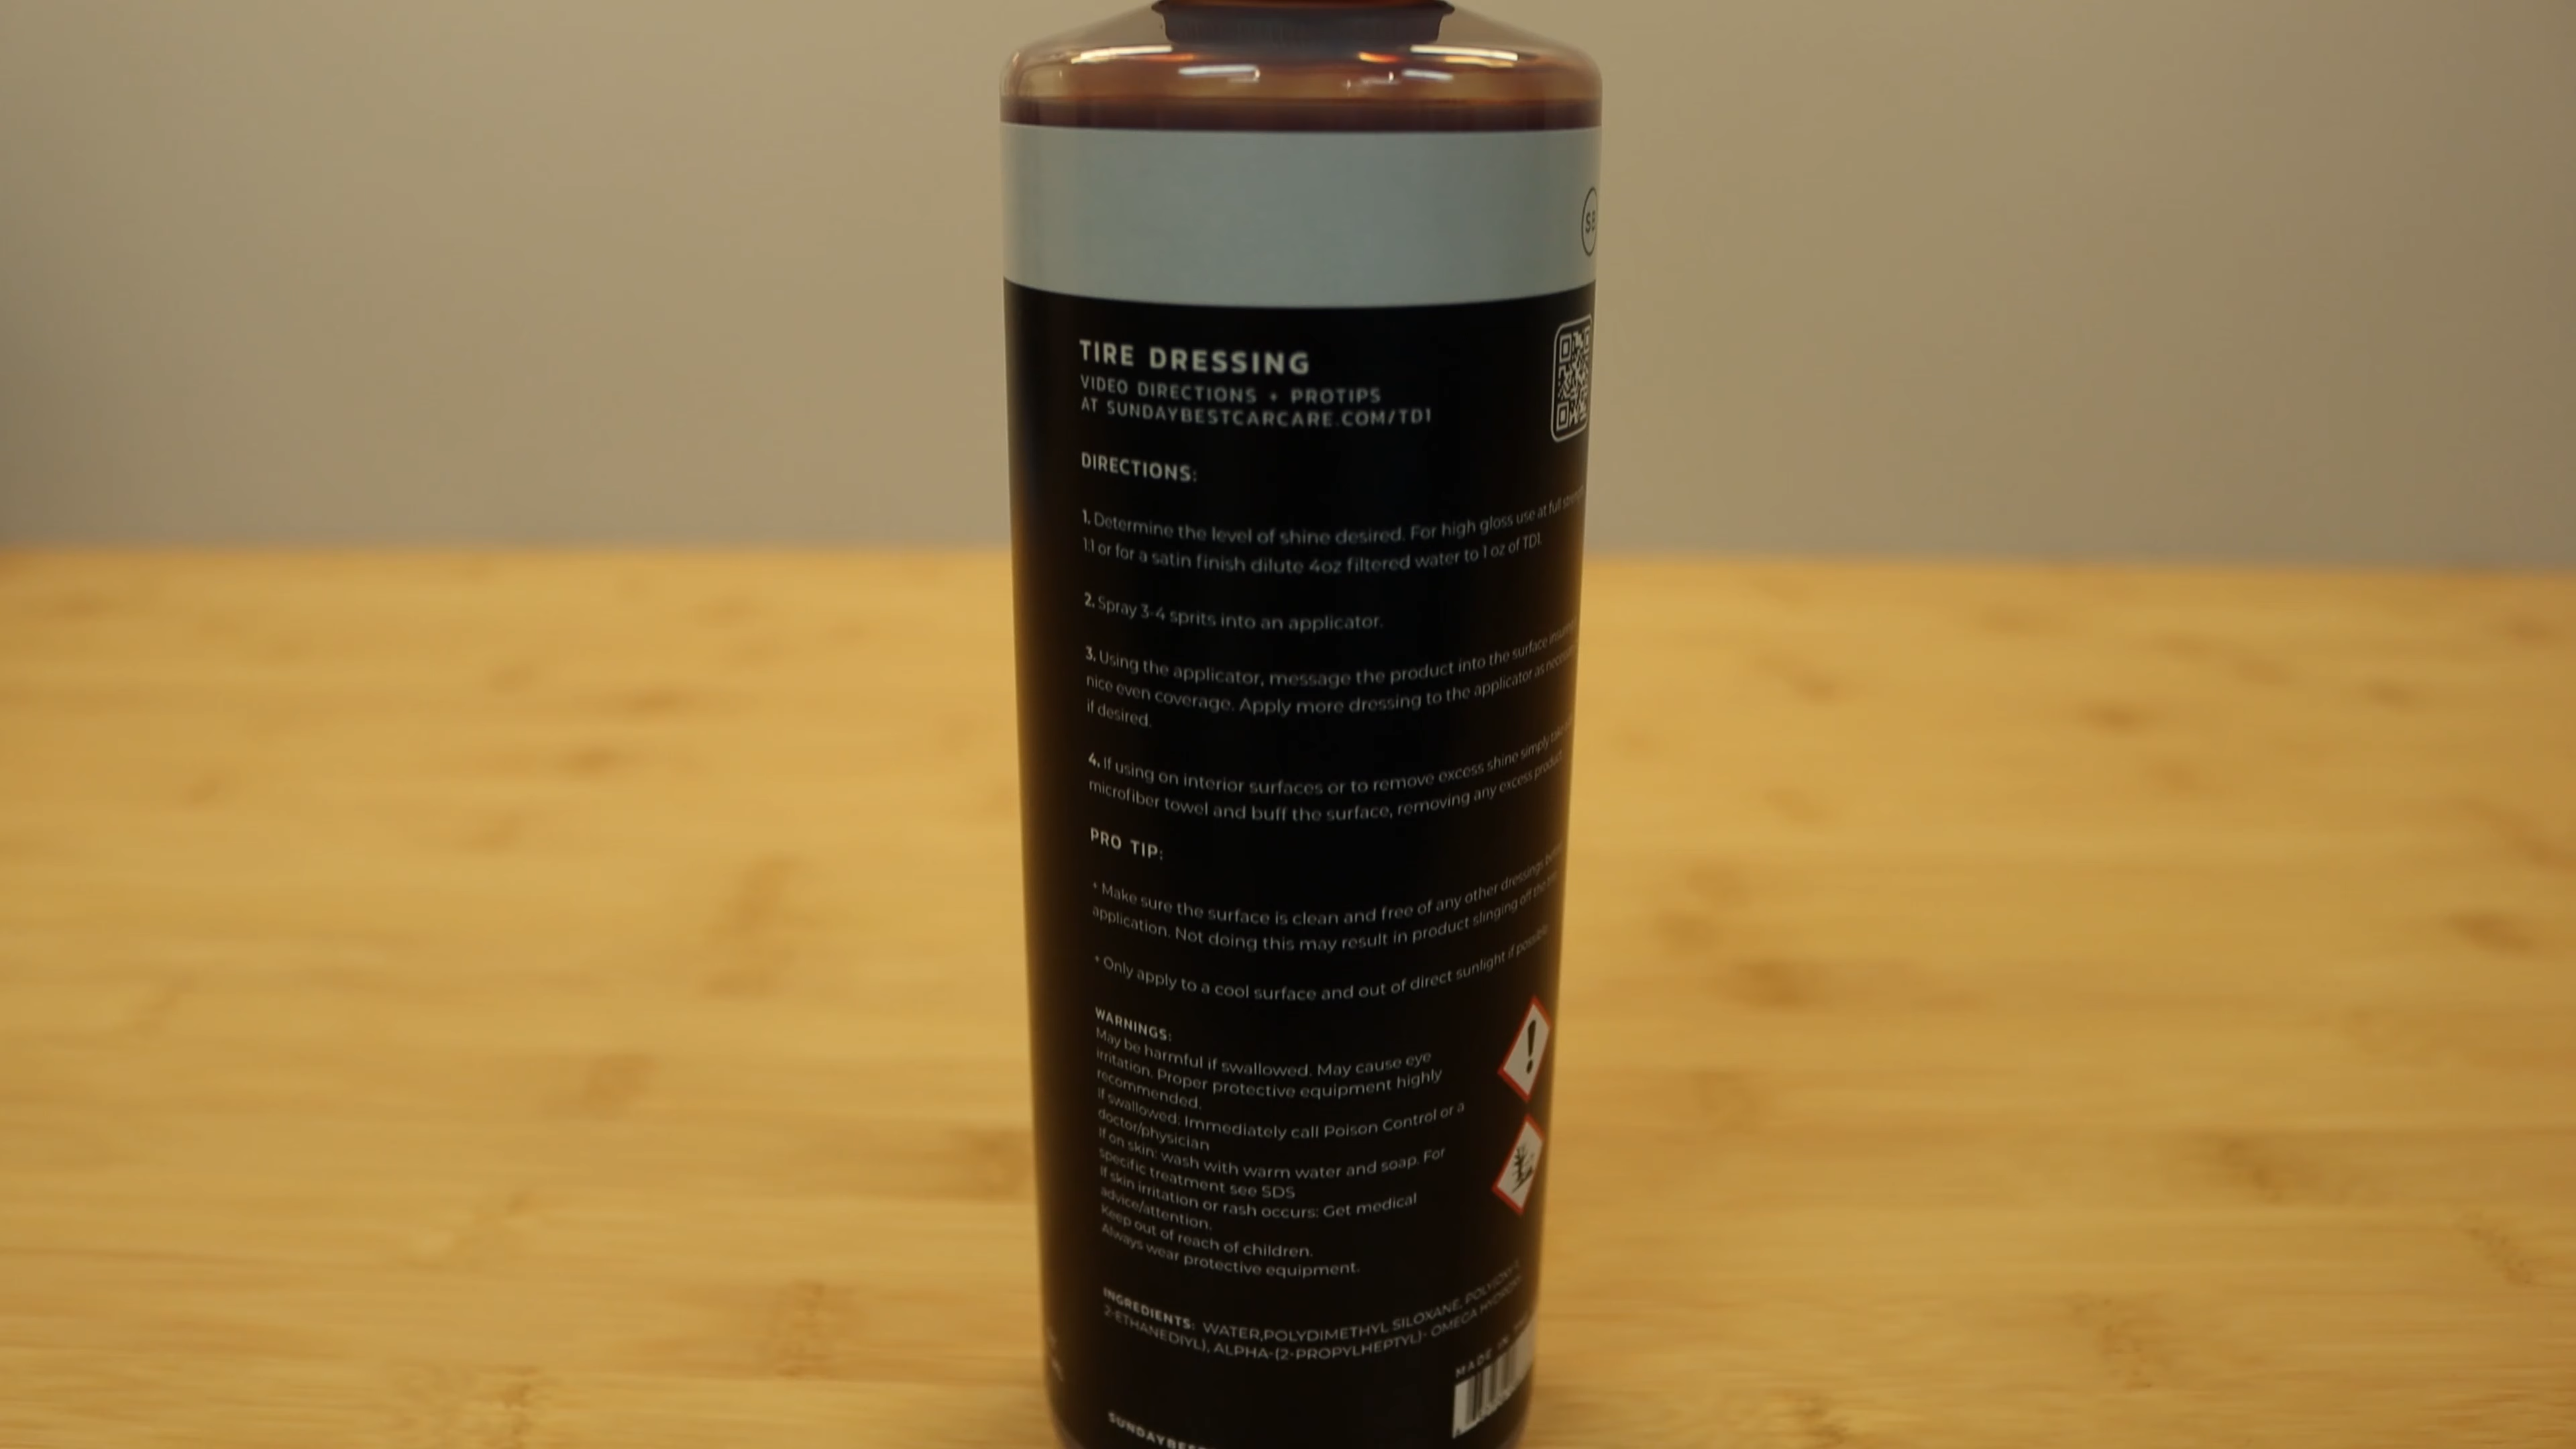 SB
TIRE DRESSING
VIDEO DIRECTIONS + PROTIPS
AT SUNDAYBESTCARCARE.COM/TD1
DIRECTIONS:
1. Determine the level of shine desired. For high gloss use at full strength
1:1 or for a satin finish dilute 4oz filtered water to 1 oz of TD1.
2. Spray 3-4 sprits into an applicator.
3. Using the applicator, message the product into the surface
nice even coverage. Apply more dressing to the applicator as
if desired.
4. If using on interior surfaces or to remove excess shine simply take
microfiber towel and buff the surface, removing any excess product.
PRO TIP:
+ Make sure the surface is clean and free of any other dressings
application. Not doing this may result in product slinging off the
+ Only apply to a cool surface and out of direct sunlight if possible.
WARNINGS:
May be harmful if swallowed. May cause eye
irritation. Proper protective equipment highly
recommended.
If swallowed: Immediately call Poison Control or a
doctor/physician
If on skin: wash with warm water and soap. For
specific treatment see SDS
If skin irritation or rash occurs: Get medical
advice/attention.
Keep out of reach of children.
Always wear protective equipment.
INGREDIENTS: WATER,POLYDIMETHYL SILOXANE,
2-ETHANEDIYL), ALPHA-(2-PROPYLHEPTYL)- OMEGA
MADE IN